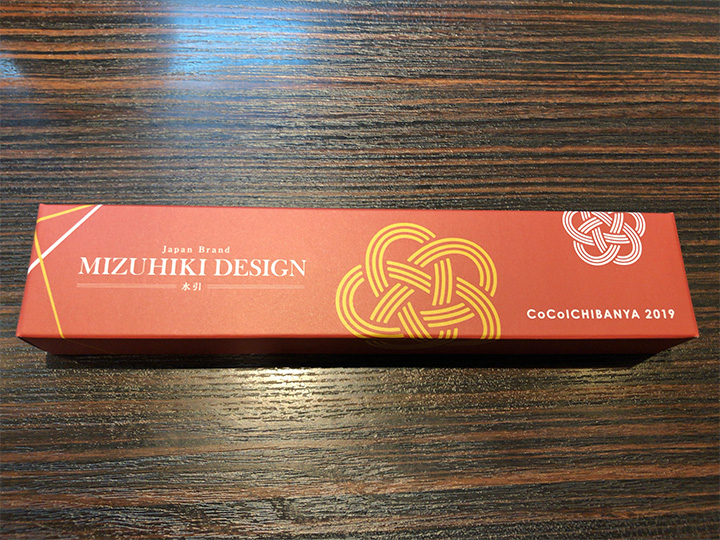 Japan Brand
MIZUHIKI DESIGN
水引
CoCoICHIBANYA 2019